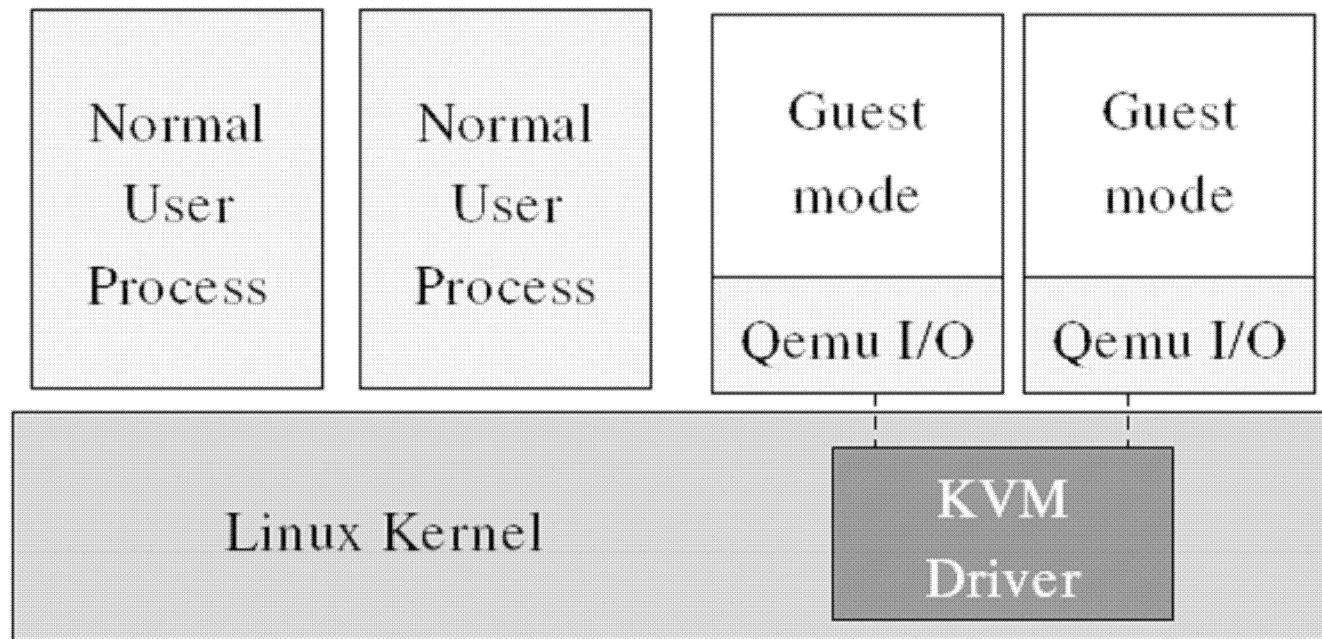 Normal
User
Process
Normal
User
Process
Guest
mode
Qemu I/O
Guest
mode
Qemu I/O
Linux Kernel
KVM
Driver